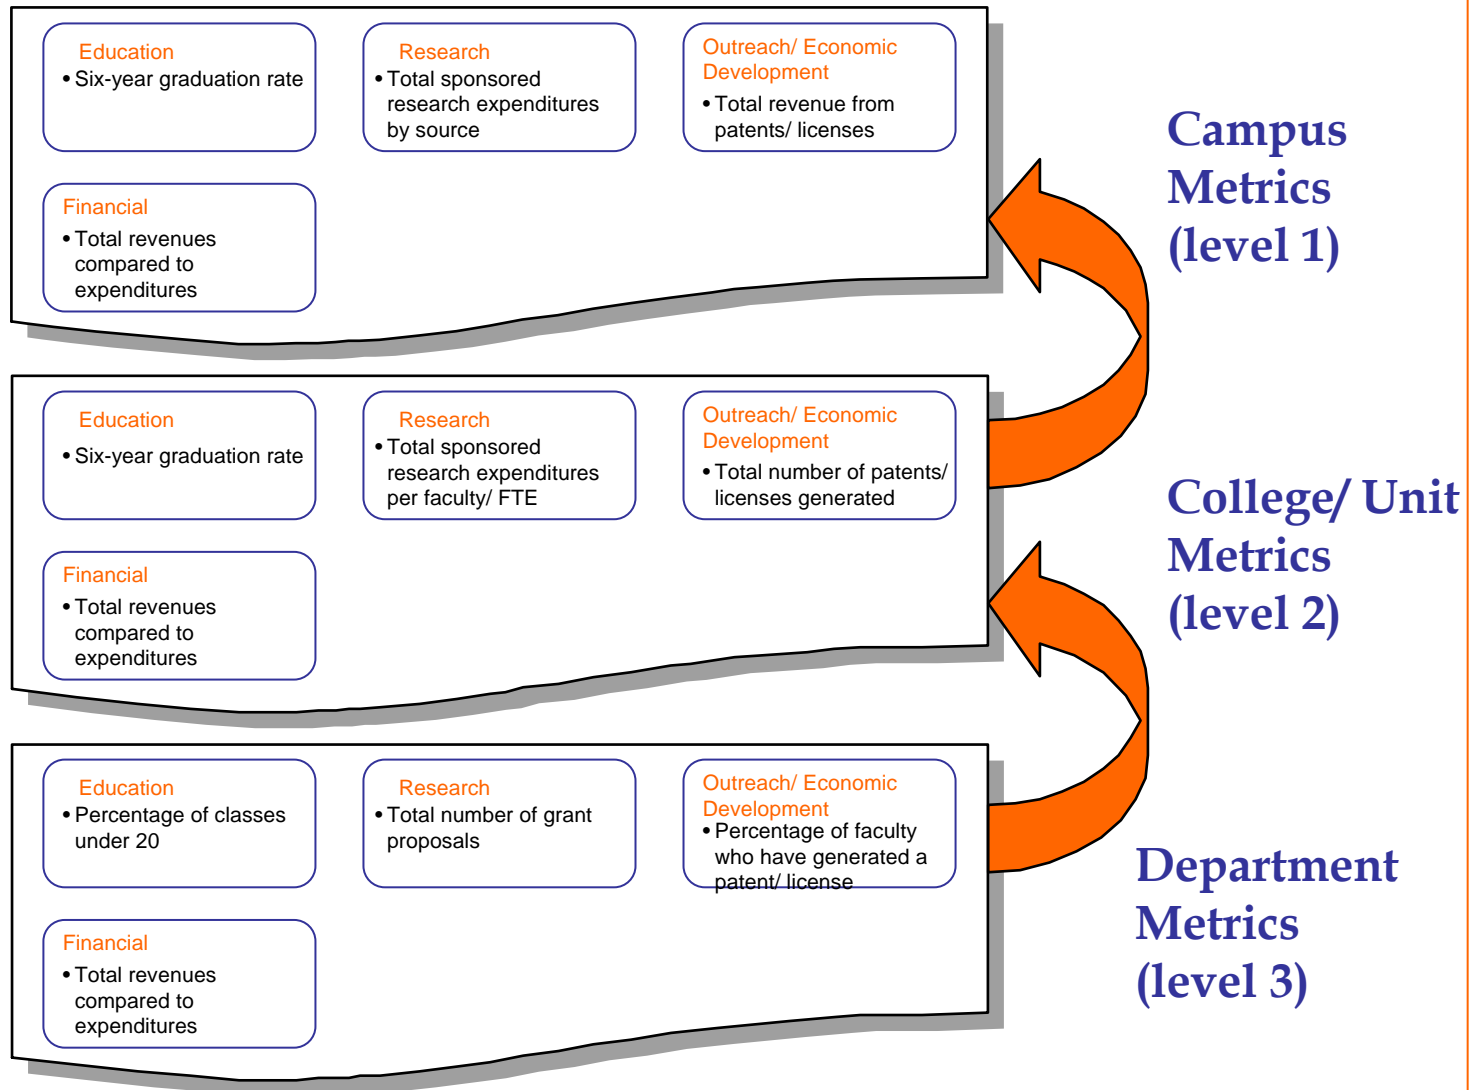 Education
• Six-year graduation rate
Research
• Total sponsored
research expenditures
by source
Outreach/ Economic
Development
• Total revenue from
patents/ licenses
Financial
• Total revenues
compared to
expenditures
Campus
Metrics
(level 1)
Education
• Six-year graduation rate
Research
• Total sponsored
research expenditures
per faculty/ FTE
Outreach/ Economic
Development
• Total number of patents/
licenses generated
Financial
• Total revenues
compared to
expenditures
College/ Unit
Metrics
(level 2)
Education
• Percentage of classes
under 20
Research
• Total number of grant
proposals
Outreach/ Economic
Development
• Percentage of faculty
who have generated a
patent/ license
Financial
• Total revenues
compared to
expenditures
Department
Metrics
(level 3)